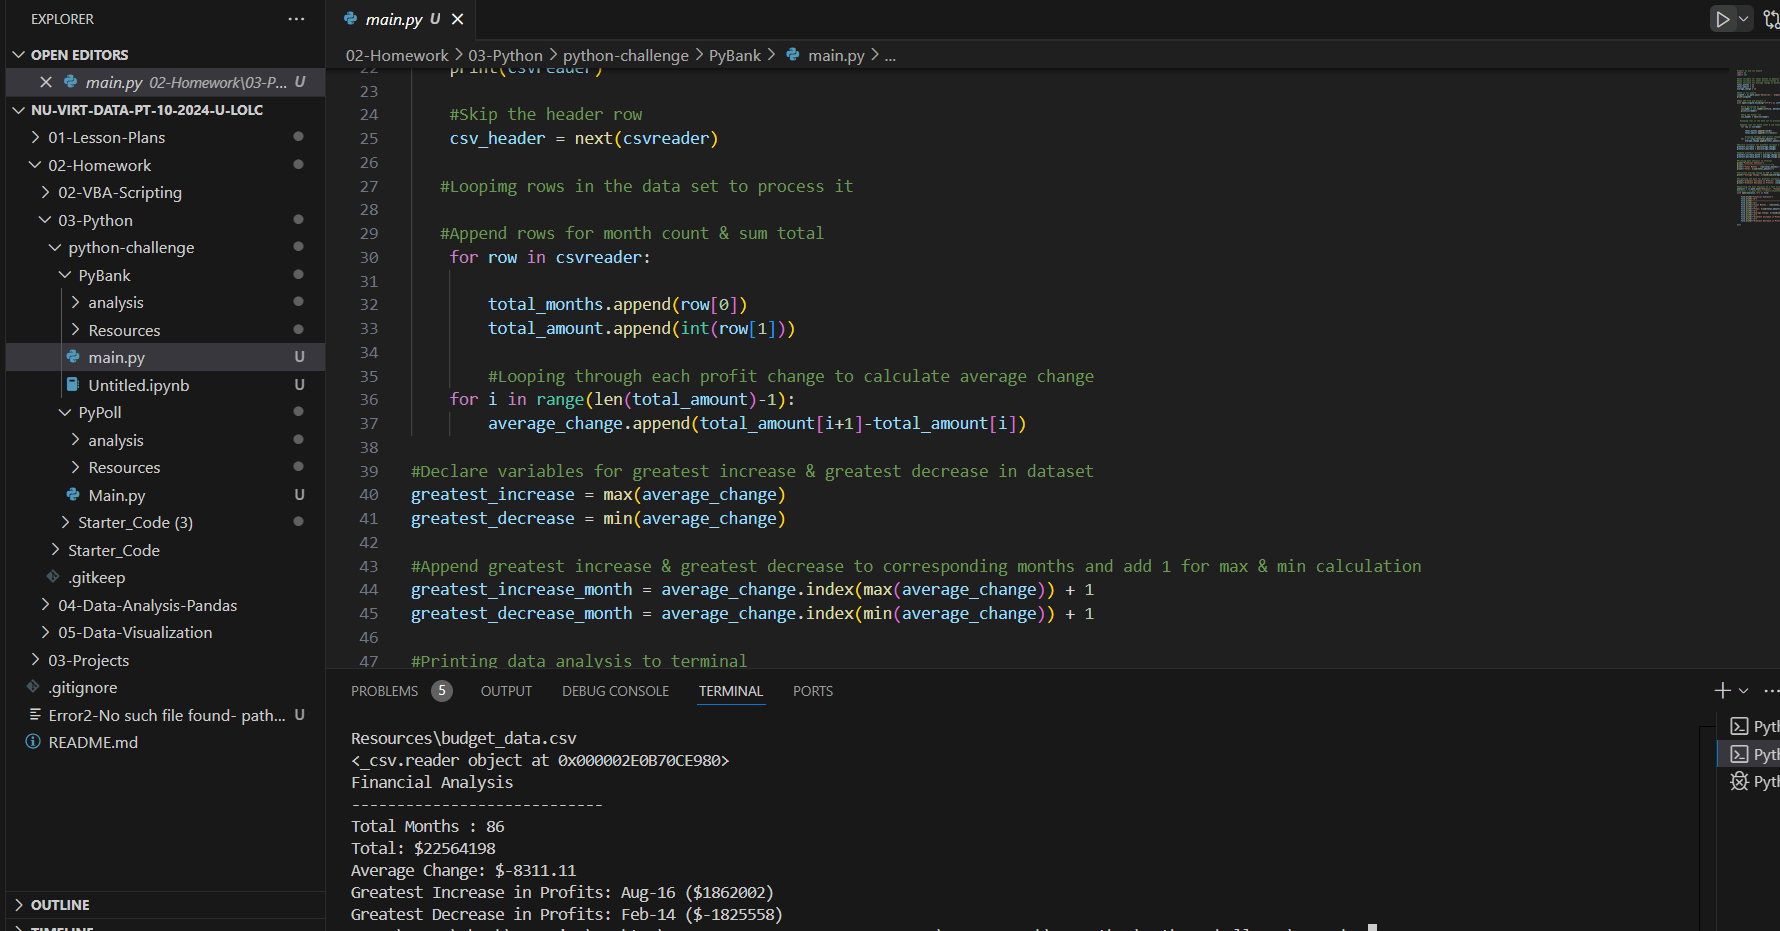 EXPLORER
OPEN EDITORS
main.py 02-Homework\03-P... U
NU-VIRT-DATA-PT-10-2024-U-LOLC
01-Lesson-Plans
02-Homework
02-VBA-Scripting
03-Python
python-challenge
PyBank
analysis
Resources
main.py U
Untitled.ipynb U
PyPoll
analysis
Resources
Main.py U
Starter_Code (3)
Starter_Code
.gitkeep
04-Data-Analysis-Pandas
05-Data-Visualization
03-Projects
.gitignore
Error2-No such file found- path... U
README.md
OUTLINE
TIMELINE
main.py U
02-Homework > 03-Python > python-challenge > PyBank > main.py > ...
22 print(csvreader)
23
24 #Skip the header row
25 csv_header = next(csvreader)
26
27 #Loopimg rows in the data set to process it
28
29 #Append rows for month count & sum total
30 for row in csvreader:
31
32 total_months.append(row[0])
33 total_amount.append(int(row[1]))
34
35 #Looping through each profit change to calculate average change
36 for i in range(len(total_amount)-1):
37 average_change.append(total_amount[i+1]-total_amount[i])
38
39 #Declare variables for greatest increase & greatest decrease in dataset
40 greatest_increase = max(average_change)
41 greatest_decrease = min(average_change)
42
43 #Append greatest increase & greatest decrease to corresponding months and add 1 for max & min calculation
44 greatest_increase_month = average_change.index(max(average_change)) + 1
45 greatest_decrease_month = average_change.index(min(average_change)) + 1
46
47 #Printing data analysis to terminal
PROBLEMS 5 OUTPUT DEBUG CONSOLE TERMINAL PORTS
Resources\budget_data.csv
<_csv.reader object at 0x000002E0B70CE980>
Financial Analysis
----------------------------
Total Months : 86
Total: $22564198
Average Change: $-8311.11
Greatest Increase in Profits: Aug-16 ($1862002)
Greatest Decrease in Profits: Feb-14 ($-1825558)
Pyth
Pyth
Pyth